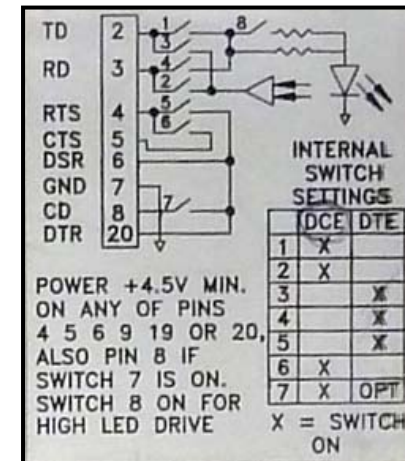 TD 2 1 8
3
RD 3 4
2
RTS 4 5
6
CTS 5
DSR 6
GND 7
CD 8 7
DTR 20
INTERNAL
SWITCH
SETTINGS
DCE DTE
1 X
2 X
3 X
4 X
5 X
6 X
7 X OPT
X = SWITCH
ON
POWER +4.5V MIN.
ON ANY OF PINS
4 5 6 9 19 OR 20,
ALSO PIN 8 IF
SWITCH 7 IS ON.
SWITCH 8 ON FOR
HIGH LED DRIVE